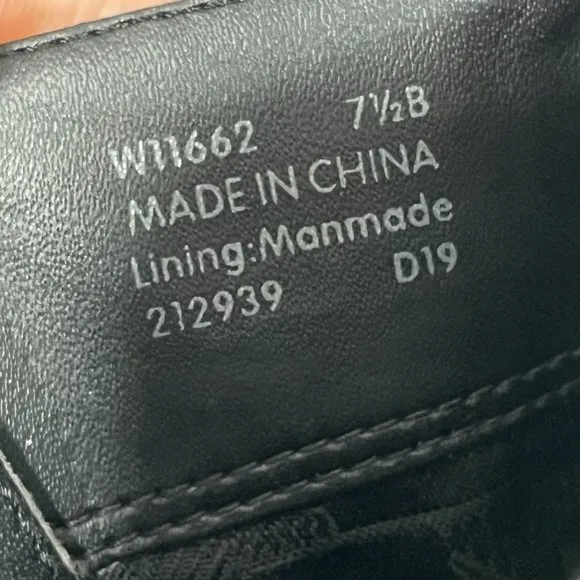 W11662 7½B
MADE IN CHINA
Lining:Manmade
212939 D19